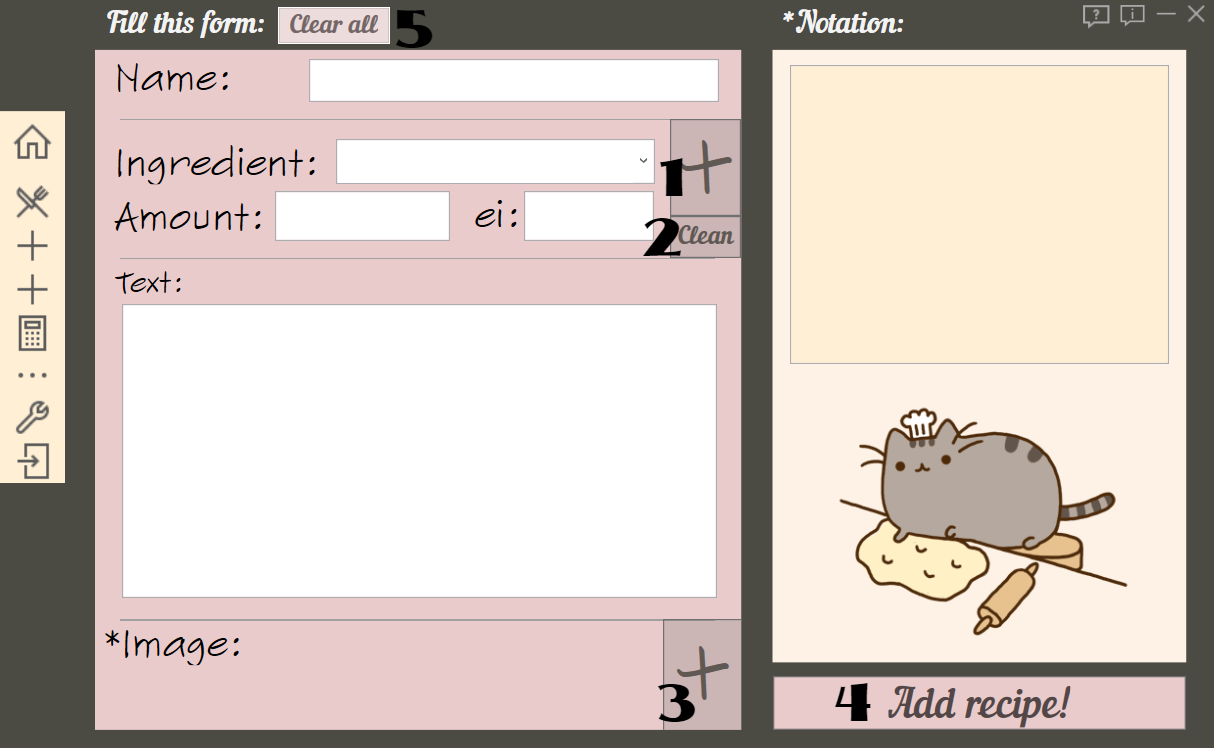 Fill this form: Clear all 5
*Notation:
Name:
Ingredient:
1 +
Amount: ei:
2 Clean
Text:
*Image:
3 +
4 Add recipe!